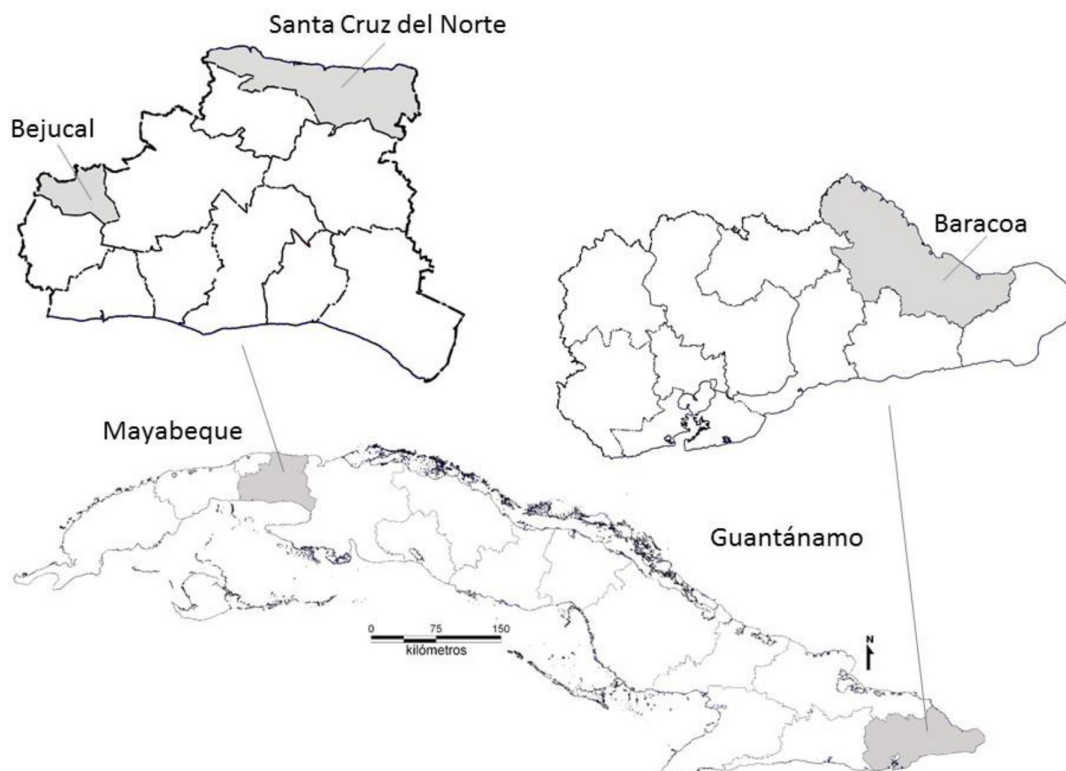 Santa Cruz del Norte
Bejucal
Baracoa
Mayabeque
Guantánamo
0 75 150
kilómetros
N